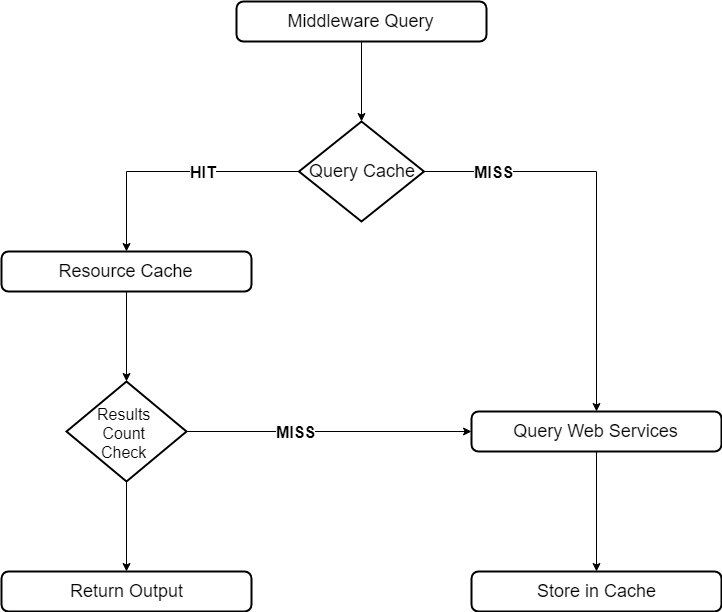 Middleware Query
Query Cache
HIT
MISS
Resource Cache
Results
Count
Check
MISS
Query Web Services
Return Output
Store in Cache